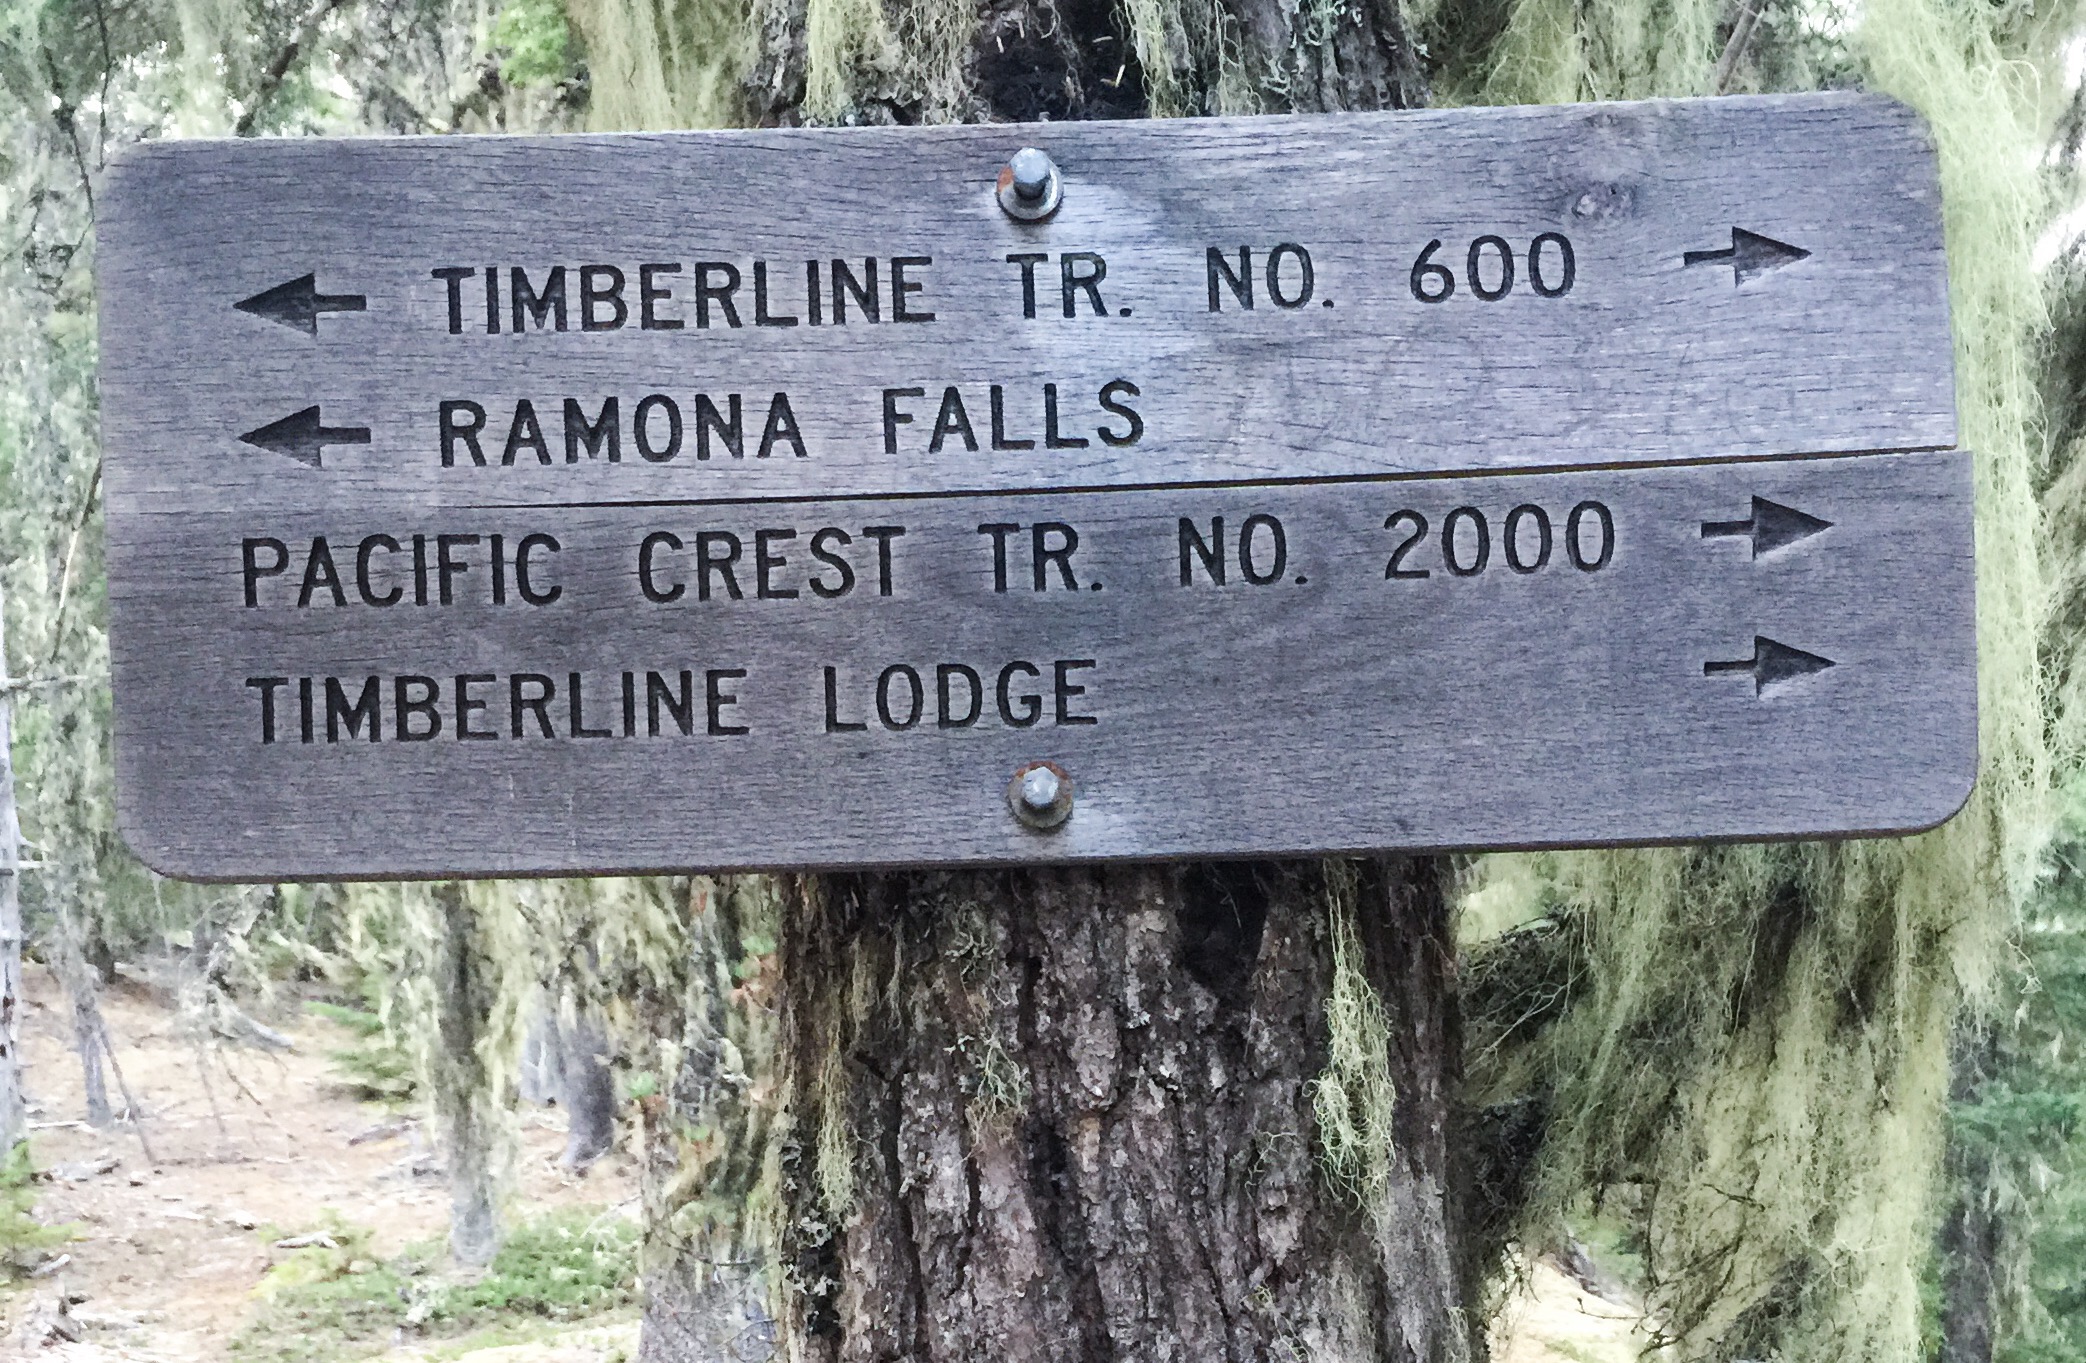 ← TIMBERLINE TR. NO. 600 →
← RAMONA FALLS
PACIFIC CREST TR. NO. 2000 →
TIMBERLINE LODGE →